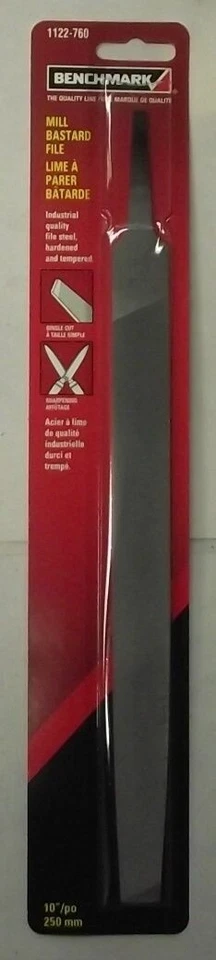 1122-760
BENCHMARK
THE QUALITY LINE MARQUE DE QUALITÉ
MILL
BASTARD
FILE
LIME À
PARER
BÂTARDE
Industrial
quality
file steel,
hardened
and tempered.
SINGLE CUT
À TAILLE SIMPLE
SHARPENING
AFFÛTAGE
Acier à lime
de qualité
industrielle
durci et
trempé.
10"/po
250 mm